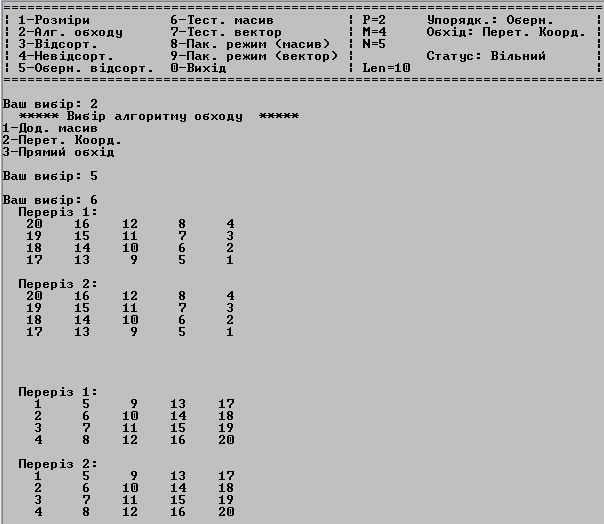 ===========================================================================
| 1-Розміри 6-Тест. масив | P=2 Упорядк.: Оберн.
| 2-Алг. обходу 7-Тест. вектор | M=4 Обхід: Перет. Коорд.
| 3-Відсорт. 8-Пак. режим (масив) | N=5
| 4-Невідсорт. 9-Пак. режим (вектор) | Статус: Вільний
| 5-Оберн. відсорт. 0-Вихід | Len=10
===========================================================================
Ваш вибір: 2
***** Вибір алгоритму обходу *****
1-Дод. масив
2-Перет. Коорд.
3-Прямий обхід
Ваш вибір: 5
Ваш вибір: 6
Переріз 1:
20 16 12 8 4
19 15 11 7 3
18 14 10 6 2
17 13 9 5 1
Переріз 2:
20 16 12 8 4
19 15 11 7 3
18 14 10 6 2
17 13 9 5 1
Переріз 1:
1 5 9 13 17
2 6 10 14 18
3 7 11 15 19
4 8 12 16 20
Переріз 2:
1 5 9 13 17
2 6 10 14 18
3 7 11 15 19
4 8 12 16 20